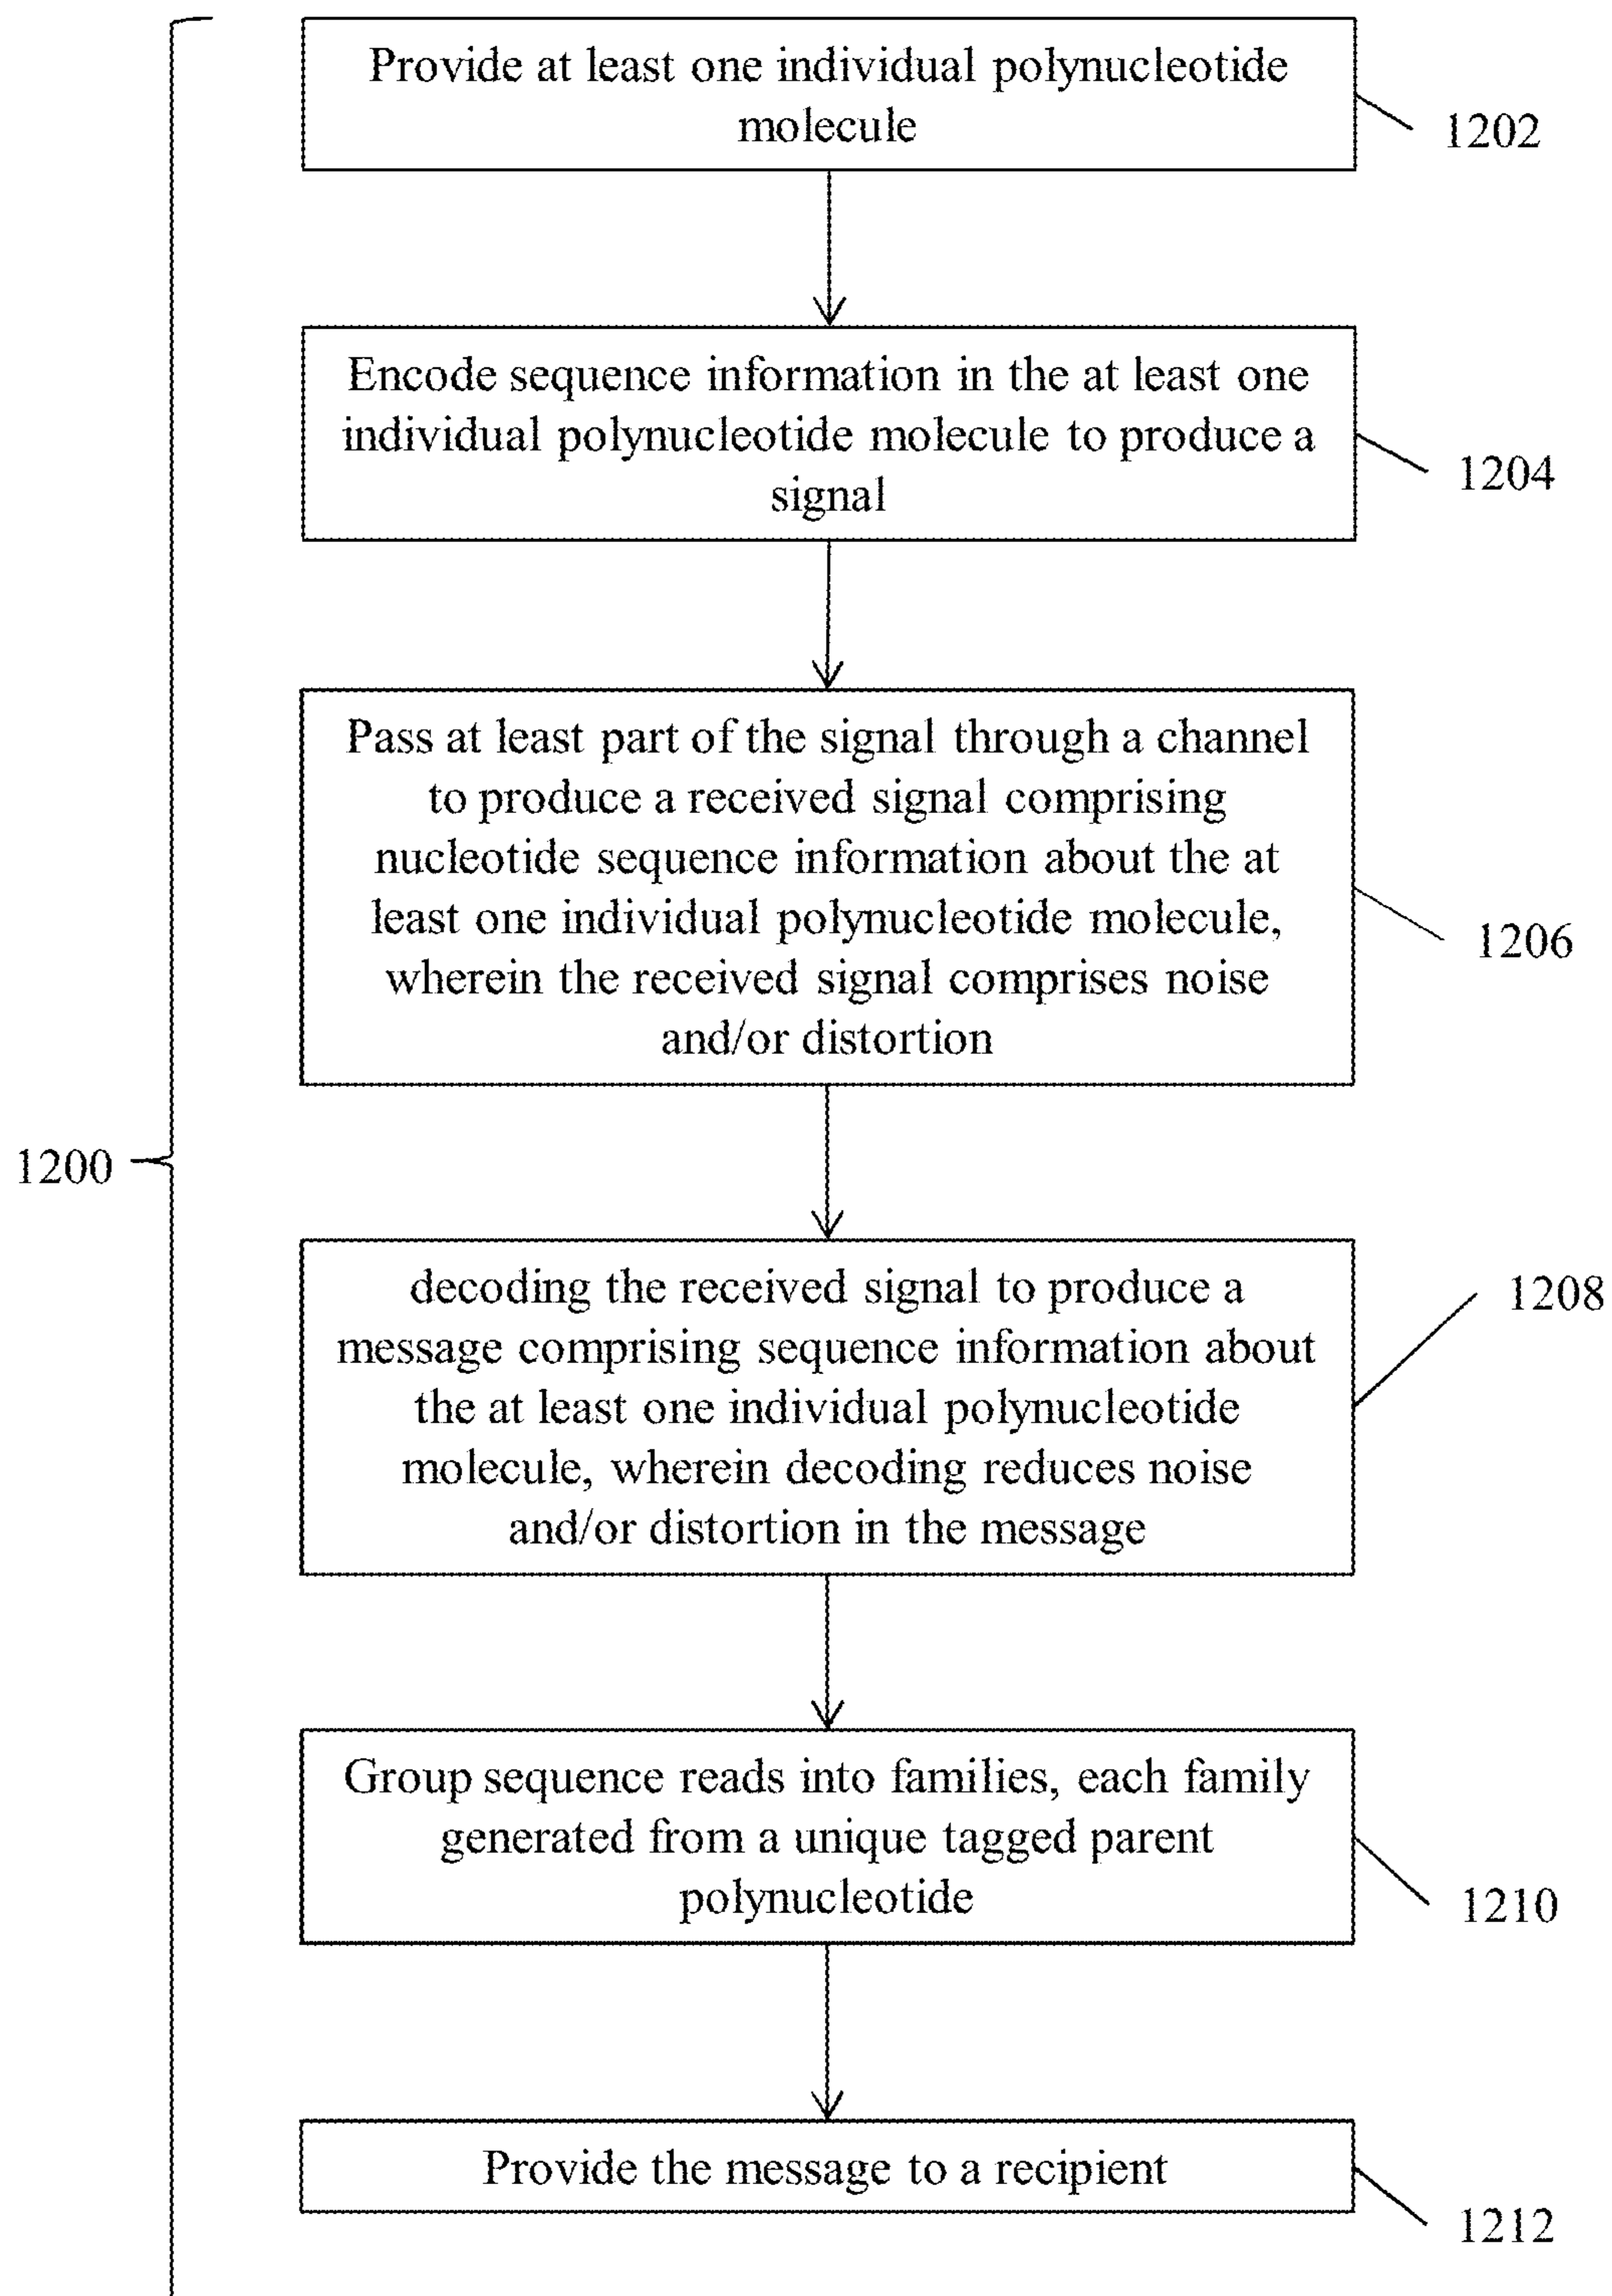 Provide at least one individual polynucleotide
molecule
1202
Encode sequence information in the at least one
individual polynucleotide molecule to produce a
signal
1204
Pass at least part of the signal through a channel
to produce a received signal comprising
nucleotide sequence information about the at
least one individual polynucleotide molecule,
wherein the received signal comprises noise
and/or distortion
1206
1200
decoding the received signal to produce a
message comprising sequence information about
the at least one individual polynucleotide
molecule, wherein decoding reduces noise
and/or distortion in the message
1208
Group sequence reads into families, each family
generated from a unique tagged parent
polynucleotide
1210
Provide the message to a recipient
1212